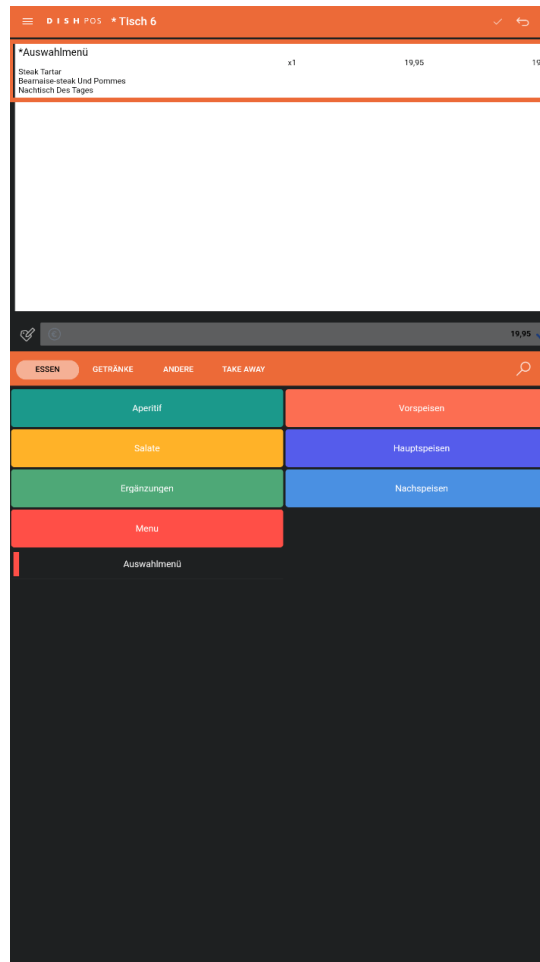 DISH POS * Tisch 6
*Auswahlmenü
x1 19,95 19
Steak Tartar
Bearnaise-steak Und Pommes
Nachtisch Des Tages
19,95
ESSEN GETRÄNKE ANDERE TAKE AWAY
Aperitif Vorspeisen
Salate Hauptspeisen
Ergänzungen Nachspeisen
Menu
Auswahlmenü